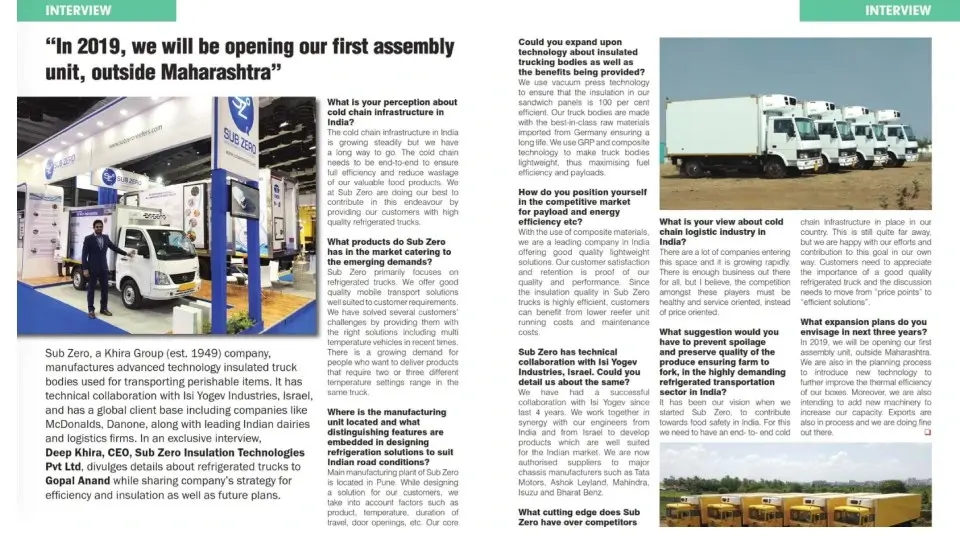 INTERVIEW
INTERVIEW
“In 2019, we will be opening our first assembly
unit, outside Maharashtra”
www.subzeroreefers.com
SUB ZERO
SUB ZERO
Sub Zero, a Khira Group (est. 1949) company,
manufactures advanced technology insulated truck
bodies used for transporting perishable items. It has
technical collaboration with Isi Yogev Industries, Israel,
and has a global client base including companies like
McDonalds, Danone, along with leading Indian dairies
and logistics firms. In an exclusive interview,
Deep Khira, CEO, Sub Zero Insulation Technologies
Pvt Ltd, divulges details about refrigerated trucks to
Gopal Anand while sharing company’s strategy for
efficiency and insulation as well as future plans.
What is your perception about
cold chain infrastructure in
India?
The cold chain infrastructure in India
is growing steadily but we have
a long way to go. The cold chain
needs to be end-to-end to ensure
full efficiency and reduce wastage
of our valuable food products. We
at Sub Zero are doing our best to
contribute in this endeavour by
providing our customers with high
quality refrigerated trucks.
What products do Sub Zero
has in the market catering to
the emerging demands?
Sub Zero primarily focuses on
refrigerated trucks. We offer good
quality mobile transport solutions
well suited to customer requirements.
We have solved several customers’
challenges by providing them with
the right solutions including multi
temperature vehicles in recent times.
There is a growing demand for
people who want to deliver products
that require two or three different
temperature settings range in the
same truck.
Where is the manufacturing
unit located and what
distinguishing features are
embedded in designing
refrigeration solutions to suit
Indian road conditions?
Main manufacturing plant of Sub Zero
is located in Pune. While designing
a solution for our customers, we
take into account factors such as
product, temperature, duration of
travel, door openings, etc. Our core
Could you expand upon
technology about insulated
trucking bodies as well as
the benefits being provided?
We use vacuum press technology
to ensure that the insulation in our
sandwich panels is 100 per cent
efficient. Our truck bodies are made
with the best-in-class raw materials
imported from Germany ensuring a
long life. We use GRP and composite
technology to make truck bodies
lightweight, thus maximising fuel
efficiency and payloads.
How do you position yourself
in the competitive market
for payload and energy
efficiency etc?
With the use of composite materials,
we are a leading company in India
offering good quality lightweight
solutions. Our customer satisfaction
and retention is proof of our
quality and performance. Since
the insulation quality in Sub Zero
trucks is highly efficient, customers
can benefit from lower reefer unit
running costs and maintenance
costs.
Sub Zero has technical
collaboration with Isi Yogev
Industries, Israel. Could you
detail us about the same?
We have had a successful
collaboration with Isi Yogev since
last 4 years. We work together in
synergy with our engineers from
India and from Israel to develop
products which are well suited
for the Indian market. We are now
authorised suppliers to major
chassis manufacturers such as Tata
Motors, Ashok Leyland, Mahindra,
Isuzu and Bharat Benz.
What cutting edge does Sub
Zero have over competitors
What is your view about cold
chain logistic industry in
India?
There are a lot of companies entering
this space and it is growing rapidly.
There is enough business out there
for all, but I believe, the competition
amongst these players must be
healthy and service oriented, instead
of price oriented.
What suggestion would you
have to prevent spoilage
and preserve quality of the
produce ensuring farm to
fork, in the highly demanding
refrigerated transportation
sector in India?
It has been our vision when we
started Sub Zero, to contribute
towards food safety in India. For this
we need to have an end- to- end cold
chain infrastructure in place in our
country. This is still quite far away,
but we are happy with our efforts and
contribution to this goal in our own
way. Customers need to appreciate
the importance of a good quality
refrigerated truck and the discussion
needs to move from “price points” to
“efficient solutions”.
What expansion plans do you
envisage in next three years?
In 2019, we will be opening our first
assembly unit, outside Maharashtra.
We are also in the planning process
to introduce new technology to
further improve the thermal efficiency
of our boxes. Moreover, we are also
intending to add new machinery to
increase our capacity. Exports are
also in process and we are doing fine
out there.